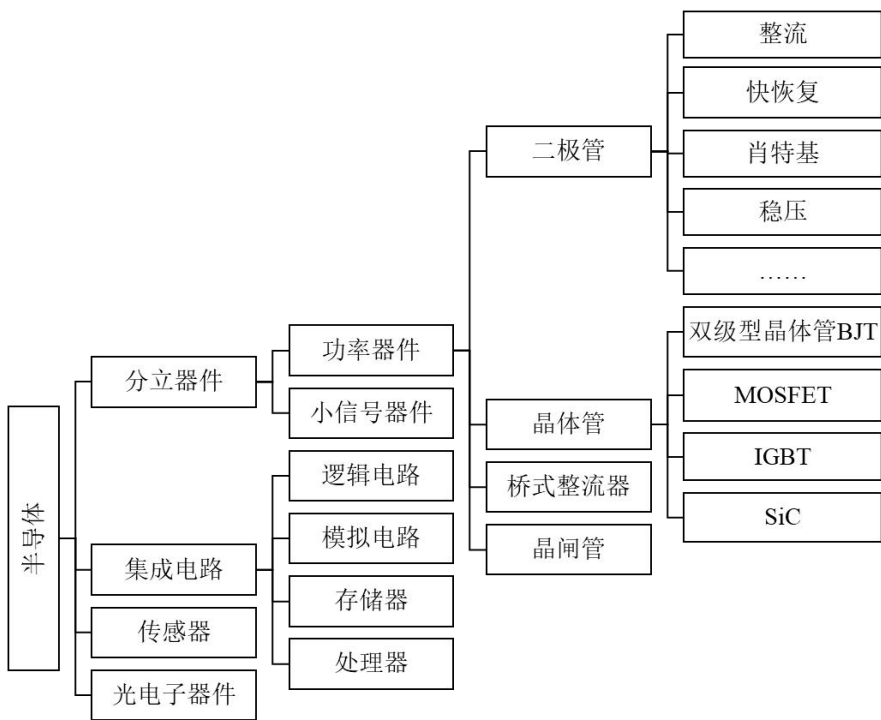 整流
快恢复
二极管
肖特基
稳压
……
功率器件
双级型晶体管BJT
分立器件
MOSFET
小信号器件
晶体管
IGBT
逻辑电路
桥式整流器
SiC
半导体
模拟电路
晶闸管
集成电路
存储器
传感器
处理器
光电子器件